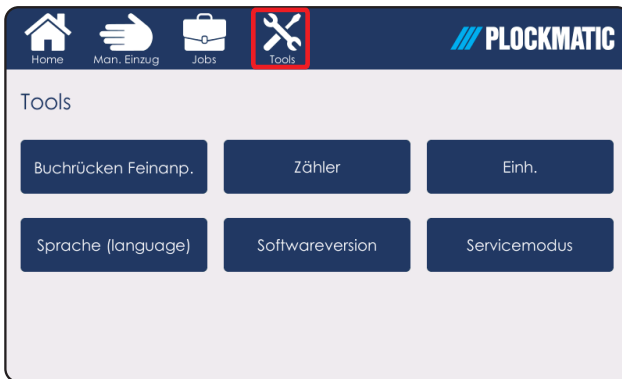 Home Man. Einzug Jobs Tools PLOCKMATIC
Tools
Buchrücken Feinanp. Zähler Einh.
Sprache (language) Softwareversion Servicemodus